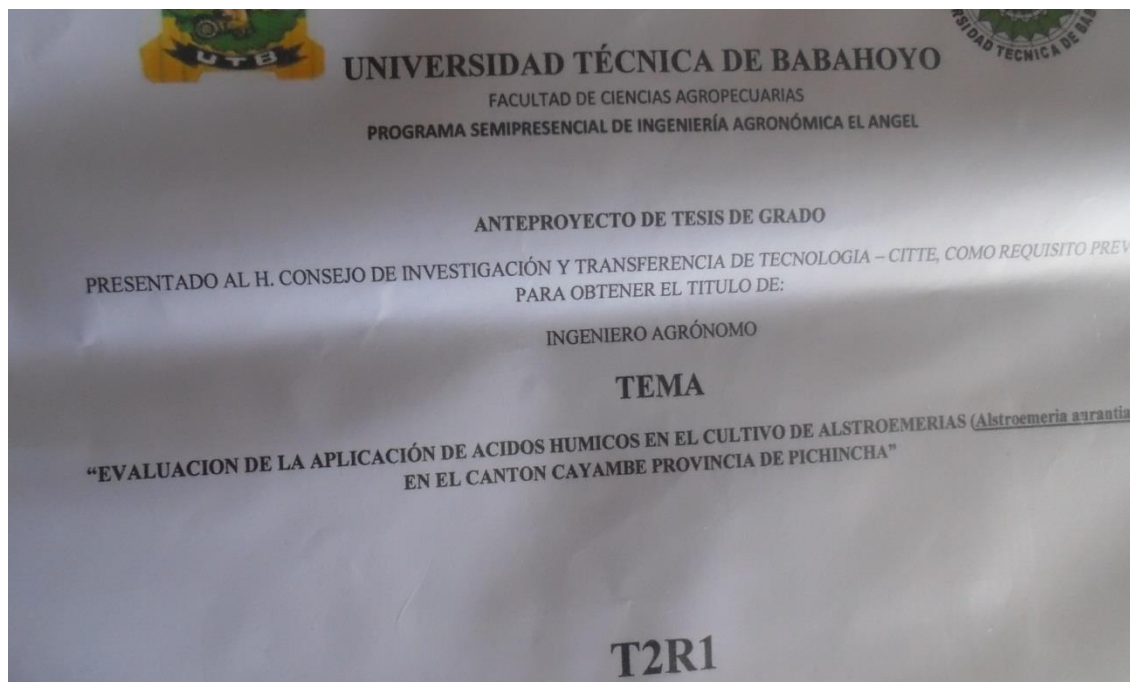 UTB
UNIVERSIDAD TÉCNICA DE BABAHOYO
FACULTAD DE CIENCIAS AGROPECUARIAS
PROGRAMA SEMIPRESENCIAL DE INGENIERÍA AGRONÓMICA EL ANGEL
ANTEPROYECTO DE TESIS DE GRADO
PRESENTADO AL H. CONSEJO DE INVESTIGACIÓN Y TRANSFERENCIA DE TECNOLOGIA – CITTE, COMO REQUISITO PREV
PARA OBTENER EL TITULO DE:
INGENIERO AGRÓNOMO
TEMA
“EVALUACION DE LA APLICACIÓN DE ACIDOS HUMICOS EN EL CULTIVO DE ALSTROEMERIAS (Alstroemeria aurantia
EN EL CANTON CAYAMBE PROVINCIA DE PICHINCHA”
T2R1